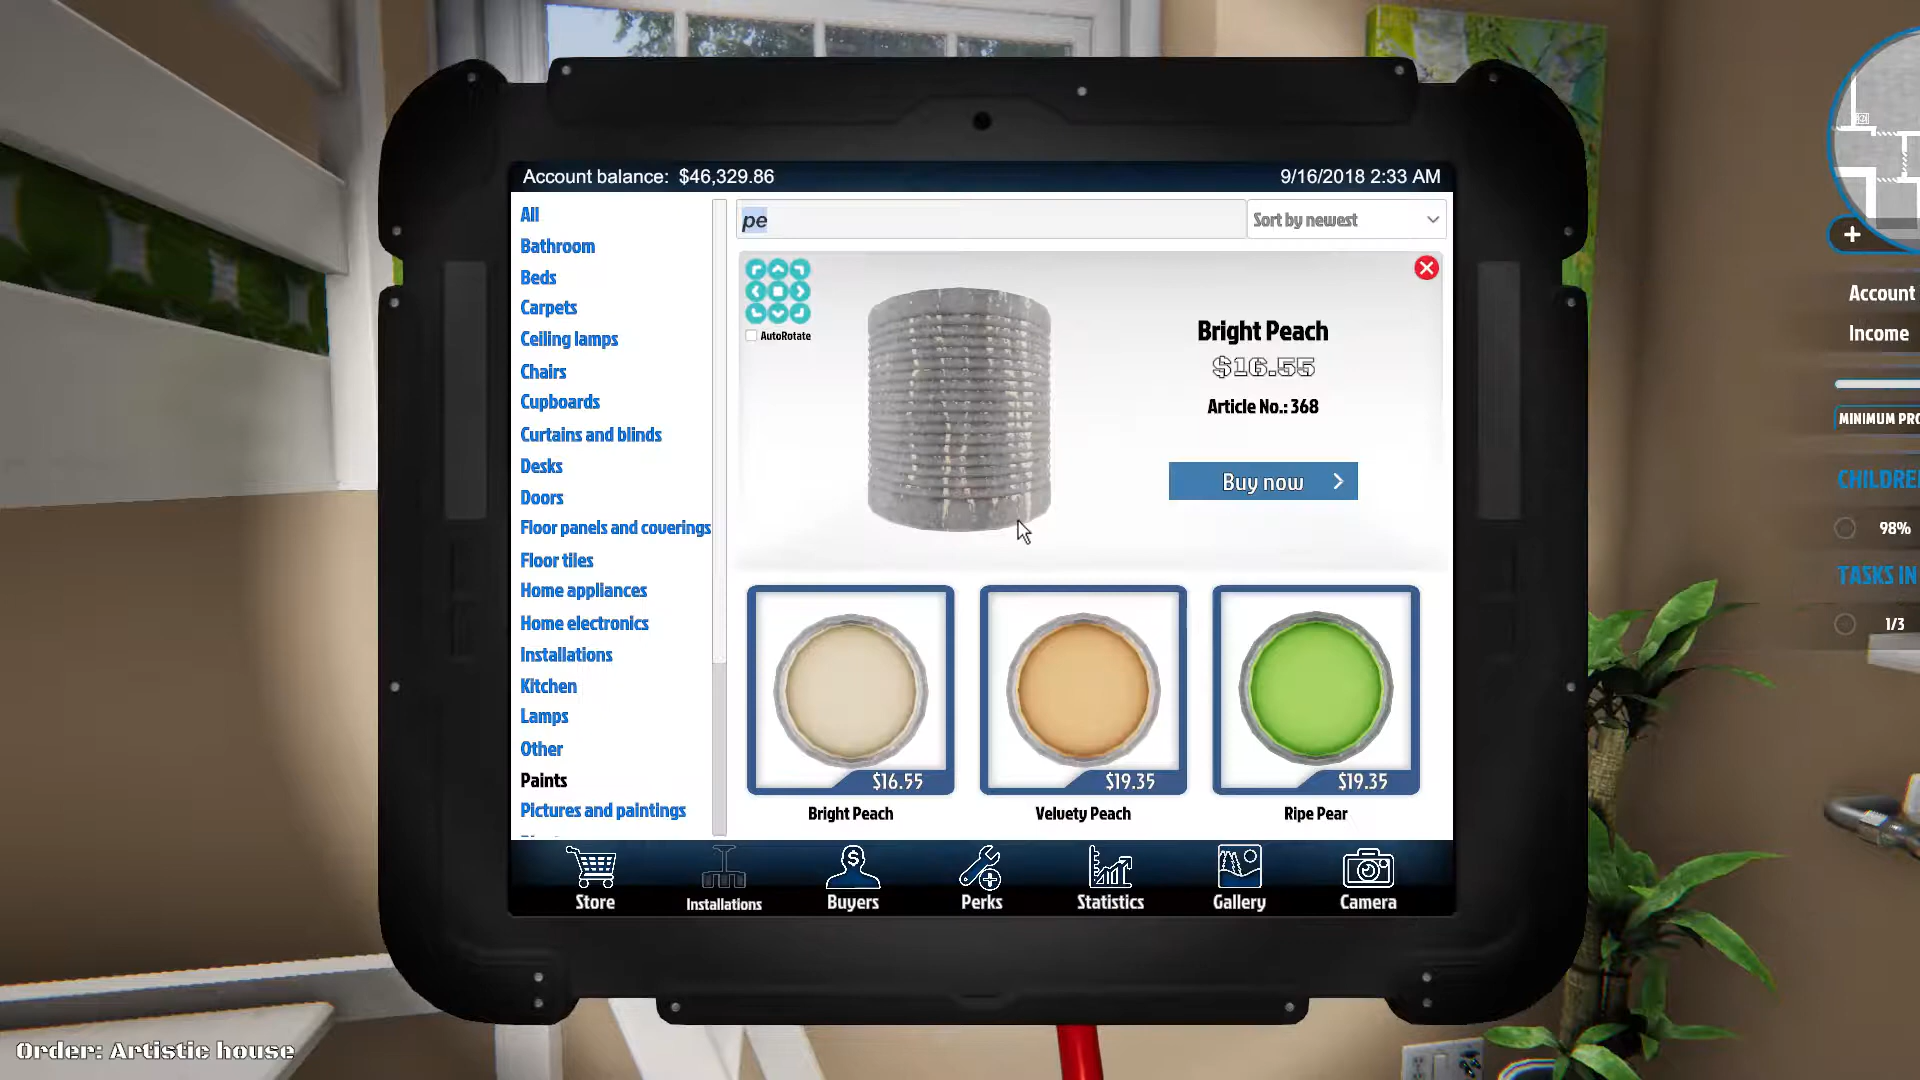 Account balance: $46,329.86
9/16/2018 2:33 AM
All
Bathroom
Beds
Carpets
Ceiling lamps
Chairs
Cupboards
Curtains and blinds
Desks
Doors
Floor panels and coverings
Floor tiles
Home appliances
Home electronics
Installations
Kitchen
Lamps
Other
Paints
Pictures and paintings
pe
Sort by newest
AutoRotate
Bright Peach
$16.55
Article No.: 368
Buy now
$16.55
Bright Peach
$19.35
Velvety Peach
$19.35
Ripe Pear
Store
Installations
Buyers
Perks
Statistics
Gallery
Camera
Account
Income
MINIMUM PRO
CHILDRE
98%
TASKS IN
1/3
Order: Artistic house